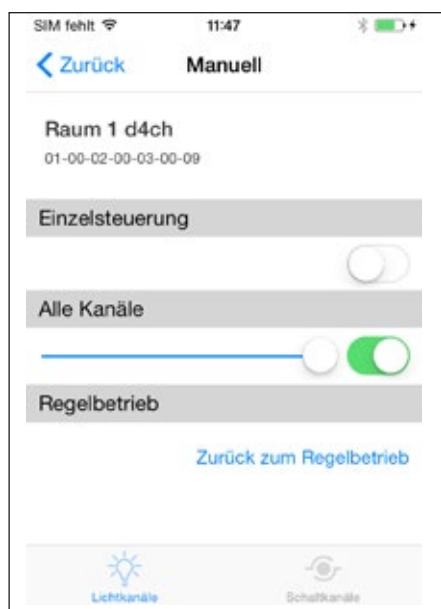 SIM fehlt 11:47
Zurück Manuell
Raum 1 d4ch
01-00-02-00-03-00-09
Einzelsteuerung
Alle Kanäle
Regelbetrieb
Zurück zum Regelbetrieb
Lichtkanäle Schaltkanäle